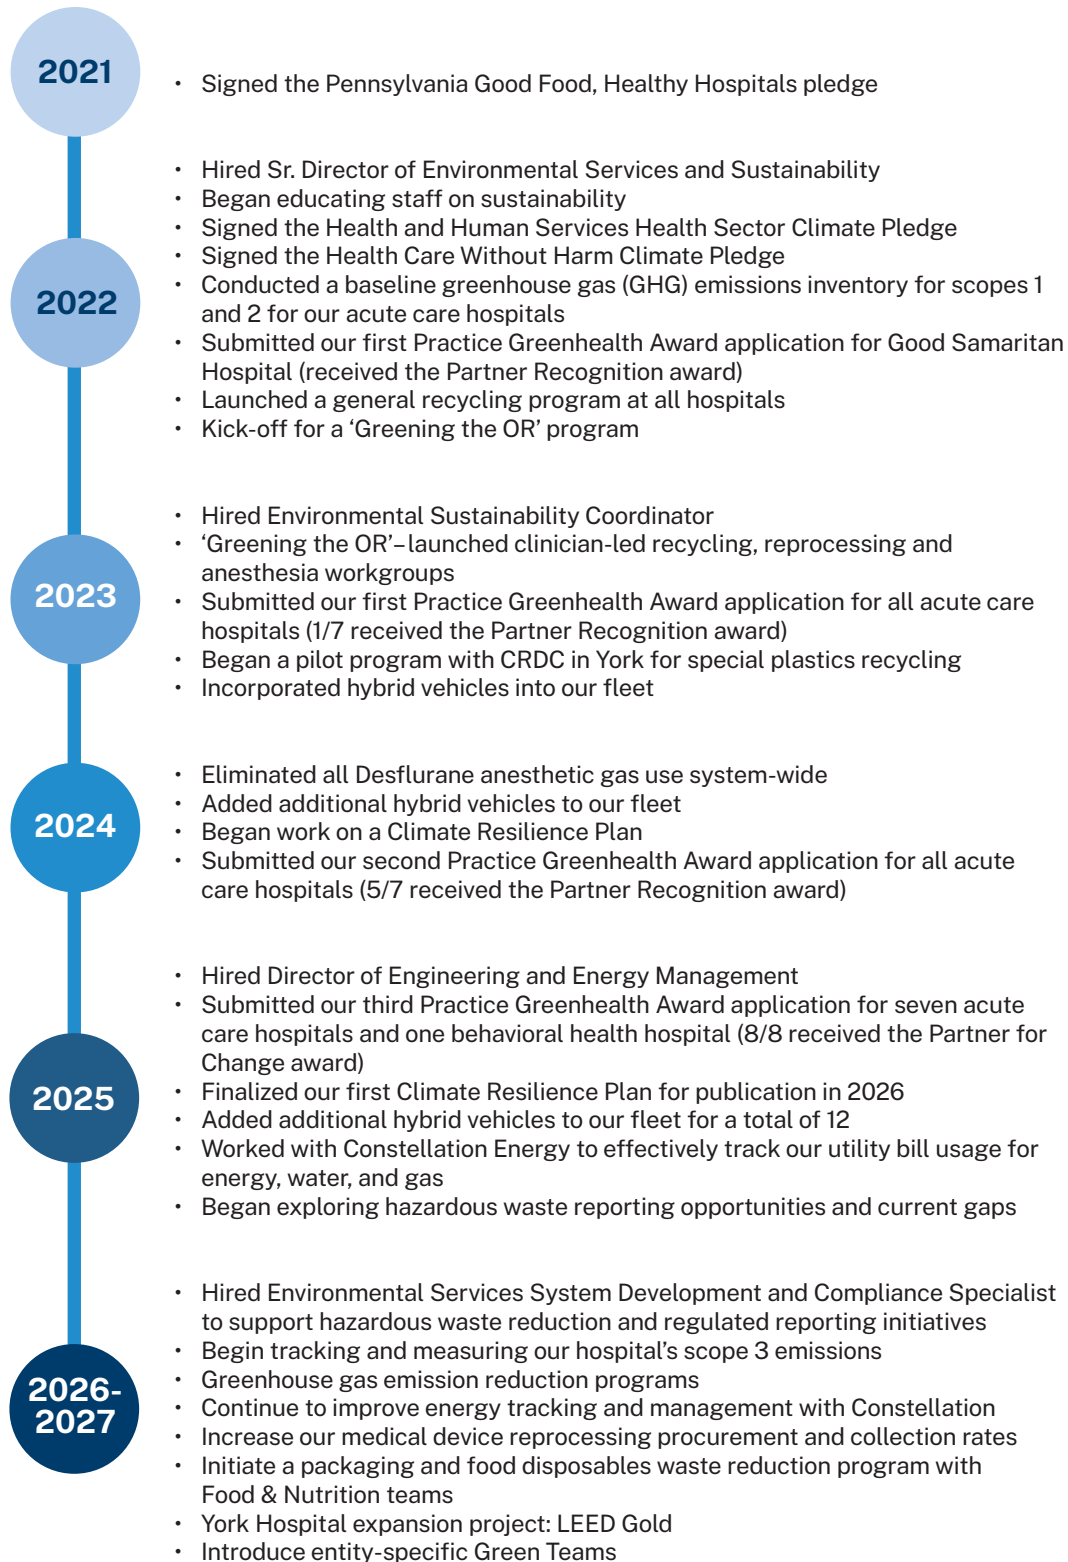 2021
• Signed the Pennsylvania Good Food, Healthy Hospitals pledge
2022
• Hired Sr. Director of Environmental Services and Sustainability
• Began educating staff on sustainability
• Signed the Health and Human Services Health Sector Climate Pledge
• Signed the Health Care Without Harm Climate Pledge
• Conducted a baseline greenhouse gas (GHG) emissions inventory for scopes 1
and 2 for our acute care hospitals
• Submitted our first Practice Greenhealth Award application for Good Samaritan
Hospital (received the Partner Recognition award)
• Launched a general recycling program at all hospitals
• Kick-off for a ‘Greening the OR’ program
2023
• Hired Environmental Sustainability Coordinator
• ‘Greening the OR’–launched clinician-led recycling, reprocessing and
anesthesia workgroups
• Submitted our first Practice Greenhealth Award application for all acute care
hospitals (1/7 received the Partner Recognition award)
• Began a pilot program with CRDC in York for special plastics recycling
• Incorporated hybrid vehicles into our fleet
2024
• Eliminated all Desflurane anesthetic gas use system-wide
• Added additional hybrid vehicles to our fleet
• Began work on a Climate Resilience Plan
• Submitted our second Practice Greenhealth Award application for all acute
care hospitals (5/7 received the Partner Recognition award)
2025
• Hired Director of Engineering and Energy Management
• Submitted our third Practice Greenhealth Award application for seven acute
care hospitals and one behavioral health hospital (8/8 received the Partner for
Change award)
• Finalized our first Climate Resilience Plan for publication in 2026
• Added additional hybrid vehicles to our fleet for a total of 12
• Worked with Constellation Energy to effectively track our utility bill usage for
energy, water, and gas
• Began exploring hazardous waste reporting opportunities and current gaps
2026-
2027
• Hired Environmental Services System Development and Compliance Specialist
to support hazardous waste reduction and regulated reporting initiatives
• Begin tracking and measuring our hospital’s scope 3 emissions
• Greenhouse gas emission reduction programs
• Continue to improve energy tracking and management with Constellation
• Increase our medical device reprocessing procurement and collection rates
• Initiate a packaging and food disposables waste reduction program with
Food & Nutrition teams
• York Hospital expansion project: LEED Gold
• Introduce entity-specific Green Teams